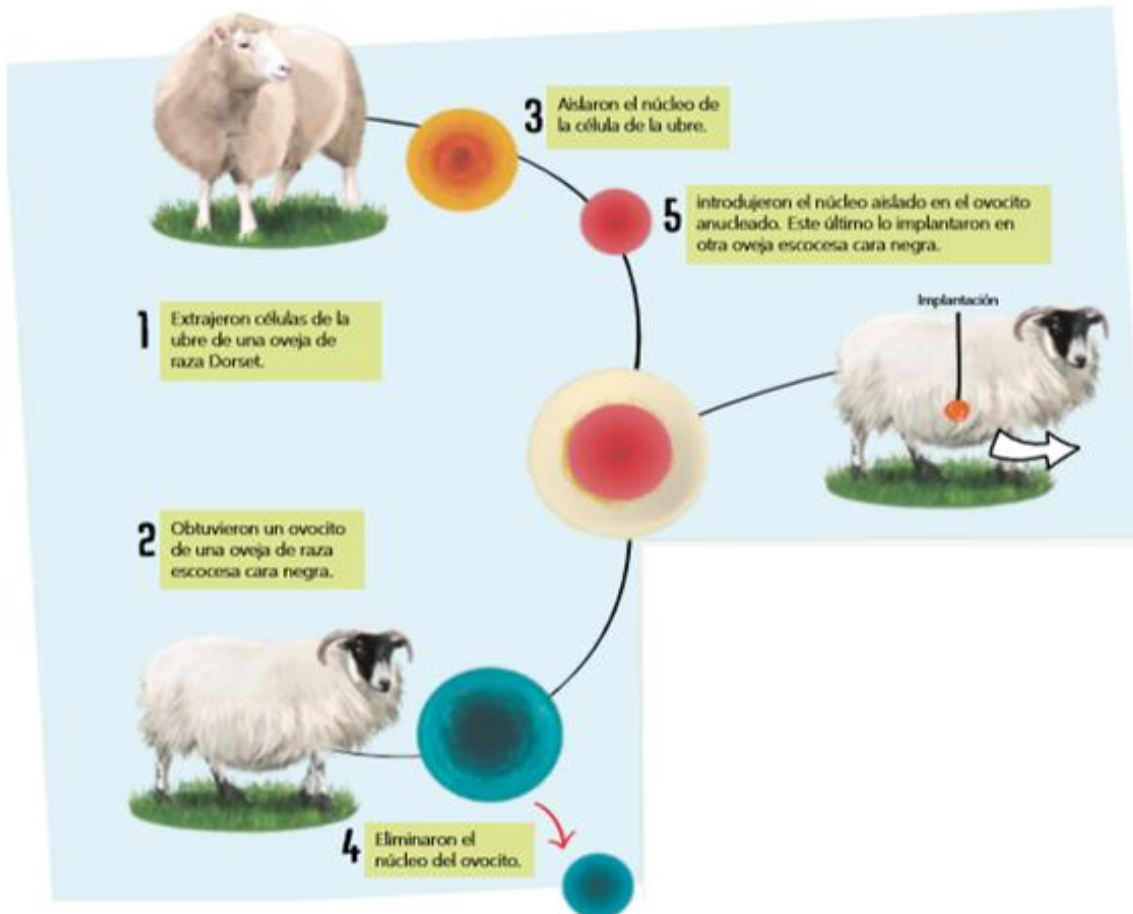 3
Aislaron el núcleo de
la célula de la ubre.
5
introdujeron el núcleo aislado en el ovocito
anucleado. Este último lo implantaron en
otra oveja escocesa cara negra.
Implantación
1
Extrajeron células de la
ubre de una oveja de
raza Dorset.
2
Obtuvieron un ovocito
de una oveja de raza
escocesa cara negra.
4
Eliminaron el
núcleo del ovocito.